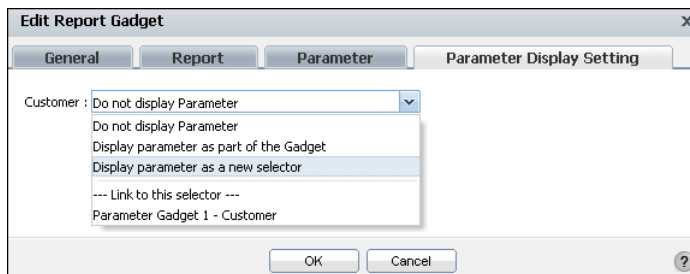 Edit Report Gadget x
General Report Parameter Parameter Display Setting
Customer : Do not display Parameter
Do not display Parameter
Display parameter as part of the Gadget
Display parameter as a new selector
--- Link to this selector ---
Parameter Gadget 1 - Customer
OK Cancel ?